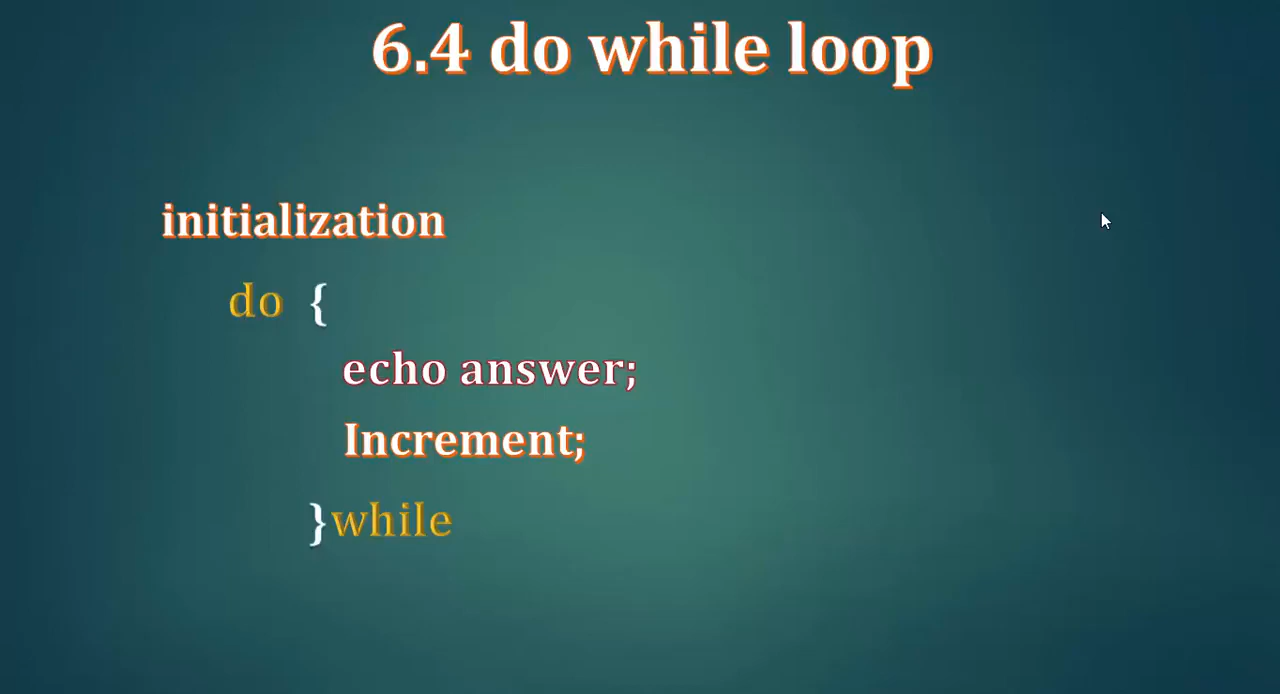 6.4 do while loop
initialization
do {
echo answer;
Increment;
}while